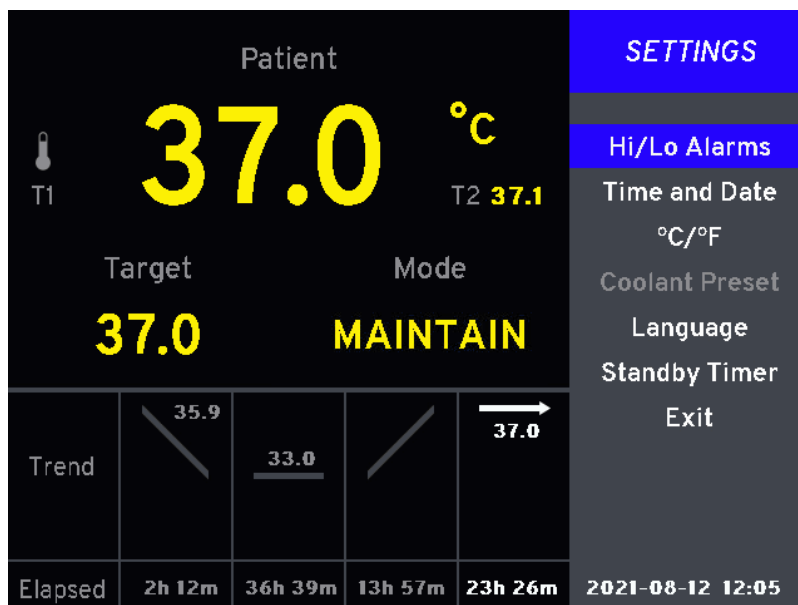 Patient
SETTINGS
37.0 °C
T1
T2 37.1
Target
Mode
37.0
MAINTAIN
Hi/Lo Alarms
Time and Date
°C/°F
Coolant Preset
Language
Standby Timer
Exit
Trend
35.9
33.0
37.0
Elapsed
2h 12m
36h 39m
13h 57m
23h 26m
2021-08-12 12:05